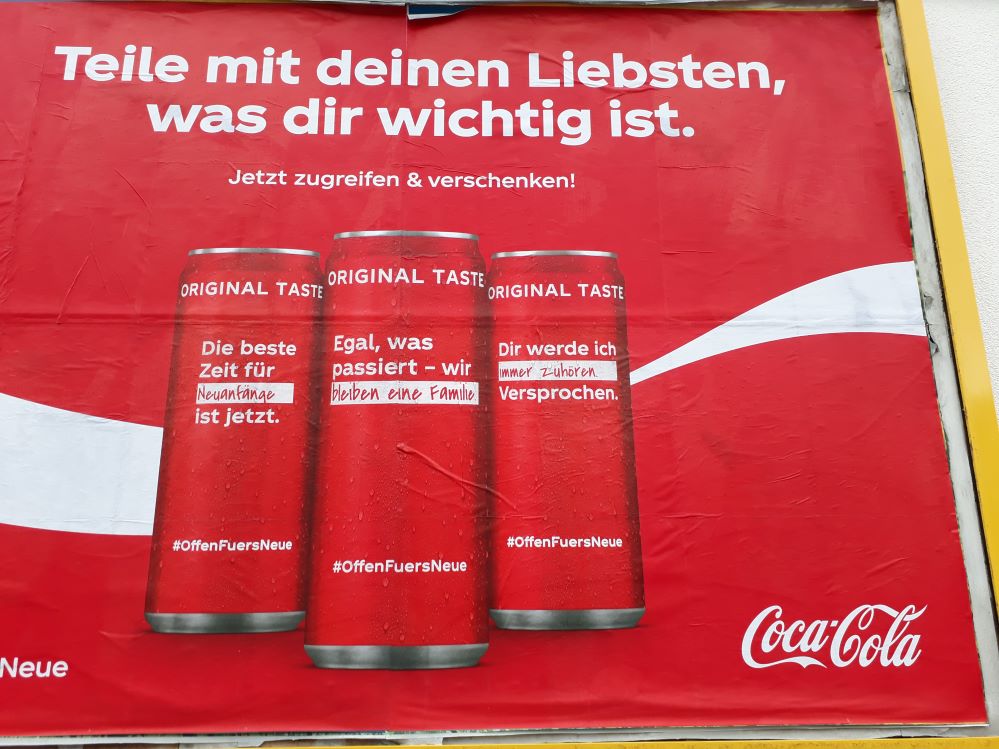 Teile mit deinen Liebsten,
was dir wichtig ist.
Jetzt zugreifen & verschenken!
ORIGINAL TASTE
Die beste
Zeit für
Neuanfänge
ist jetzt.
#OffenFuersNeue
ORIGINAL TASTE
Egal, was
passiert – wir
bleiben eine Familie
#OffenFuersNeue
ORIGINAL TASTE
Dir werde ich
immer zuhören.
Versprochen.
#OffenFuersNeue
Neue
Coca-Cola